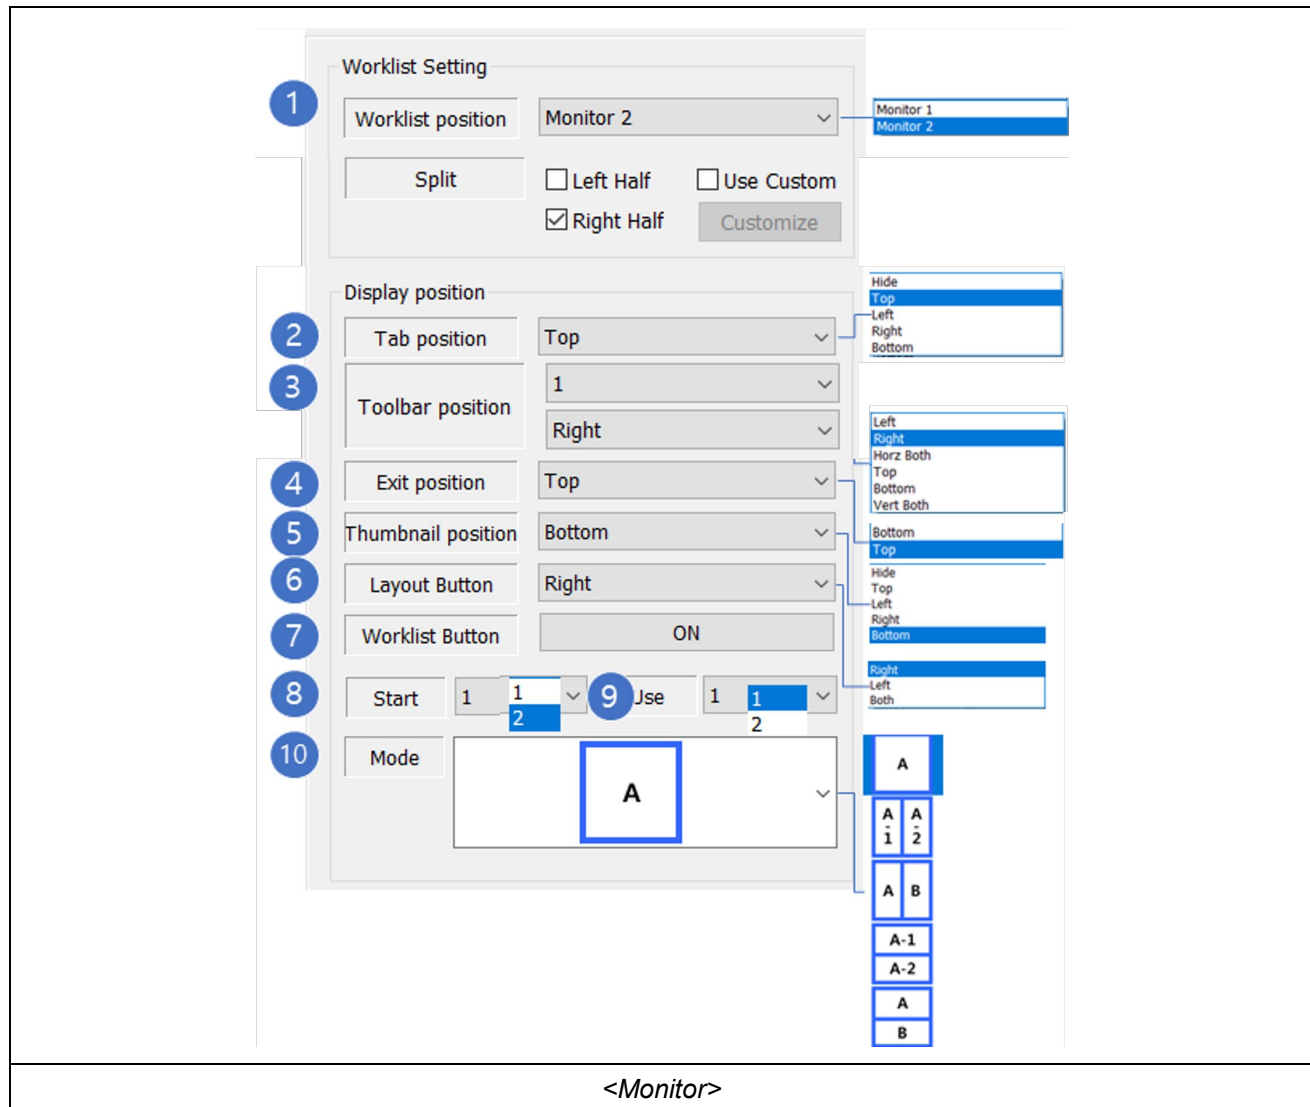 Worklist Setting
1
Worklist position
Monitor 2
Monitor 1
Monitor 2
Split
Left Half
Use Custom
Right Half
Customize
Display position
2
Tab position
Top
Hide
Top
Left
Right
Bottom
3
Toolbar position
1
Right
Left
Right
Horz Both
Top
Bottom
Vert Both
4
Exit position
Top
Bottom
Top
5
Thumbnail position
Bottom
Hide
Top
Left
Right
Bottom
6
Layout Button
Right
Right
Left
Both
7
Worklist Button
ON
8
Start
1
1
2
9
Use
1
1
2
10
Mode
A
A
A-1 A-2
A B
A-1
A-2
A
B
<Monitor>